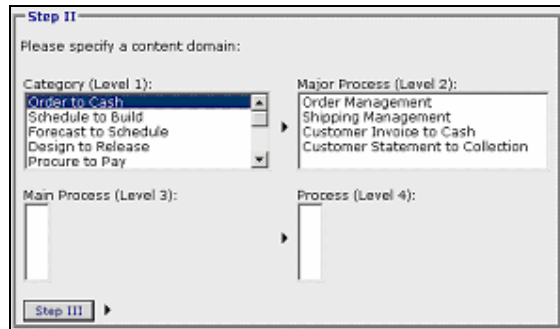 Step II
Please specify a content domain:
Category (Level 1):
Order to Cash
Schedule to Build
Forecast to Schedule
Design to Release
Procure to Pay
Major Process (Level 2):
Order Management
Shipping Management
Customer Invoice to Cash
Customer Statement to Collection
Main Process (Level 3):
Process (Level 4):
Step III